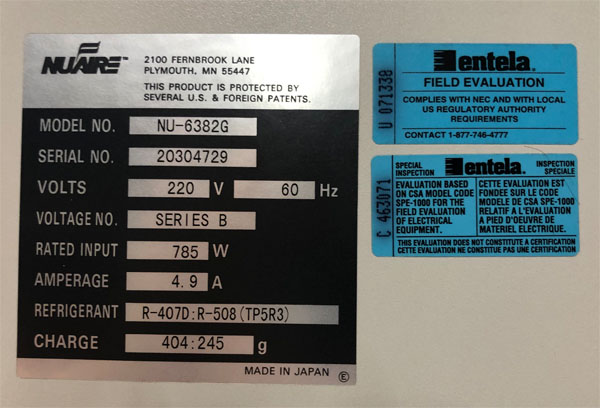 NUAIRE™
2100 FERNBROOK LANE
PLYMOUTH, MN 55447
THIS PRODUCT IS PROTECTED BY
SEVERAL U.S. & FOREIGN PATENTS.
MODEL NO. NU-6382G
SERIAL NO. 20304729
VOLTS 220 V 60 Hz
VOLTAGE NO. SERIES B
RATED INPUT 785 W
AMPERAGE 4.9 A
REFRIGERANT R-407D:R-508(TP5R3)
CHARGE 404:245 g
MADE IN JAPAN E
entela®
FIELD EVALUATION
COMPLIES WITH NEC AND WITH LOCAL
US REGULATORY AUTHORITY
REQUIREMENTS
CONTACT 1-877-746-4777
U 071338
SPECIAL
INSPECTION
entela®
INSPECTION
SPECIALE
EVALUATION BASED
ON CSA MODEL CODE
SPE-1000 FOR THE
FIELD EVALUATION
OF ELECTRICAL
EQUIPMENT.
CETTE EVALUATION EST
FONDEE SUR LE CODE
MODELE DE CSA SPE-1000
RELATIF A L'EVALUATION
A PIED D'OEUVRE DE
MATERIEL ELECTRIQUE.
THIS EVALUATION DOES NOT CONSTITUTE A CERTIFICATION
CETTE EVALUATION NE CONSTITUE PAS UNE CERTIFICATION
C 463071